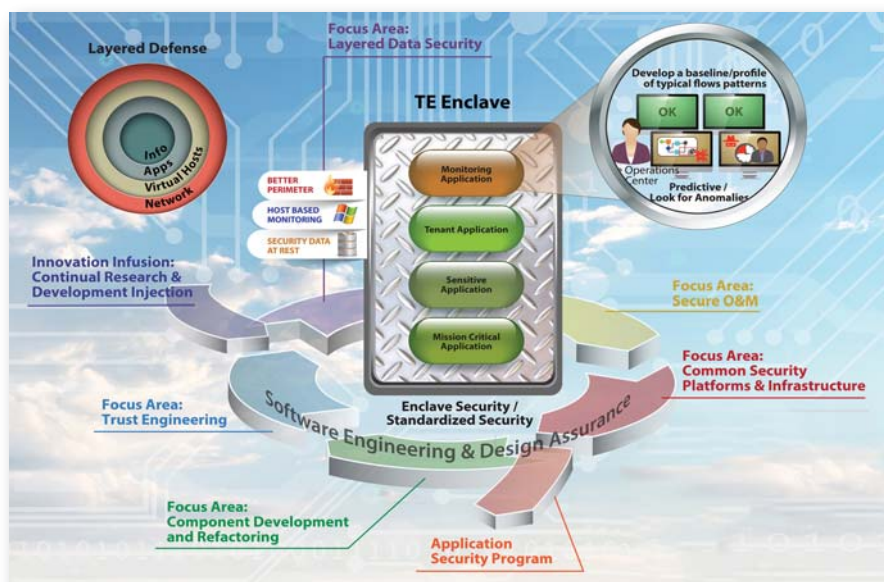 Layered Defense
Info
Apps
Virtual Hosts
Network
Focus Area:
Layered Data Security
TE Enclave
BETTER
PERIMETER
HOST BASED
MONITORING
SECURITY DATA
AT REST
Monitoring
Application
Tenant Application
Sensitive
Application
Mission Critical
Application
Develop a baseline/profile
of typical flows patterns
OK
OK
Operations
Center
Predictive /
Look for Anomalies
Innovation Infusion:
Continual Research &
Development Injection
Focus Area:
Secure O&M
Focus Area:
Common Security
Platforms & Infrastructure
Enclave Security /
Standardized Security
Focus Area:
Trust Engineering
Software Engineering & Design Assurance
Focus Area:
Component Development
and Refactoring
Application
Security Program